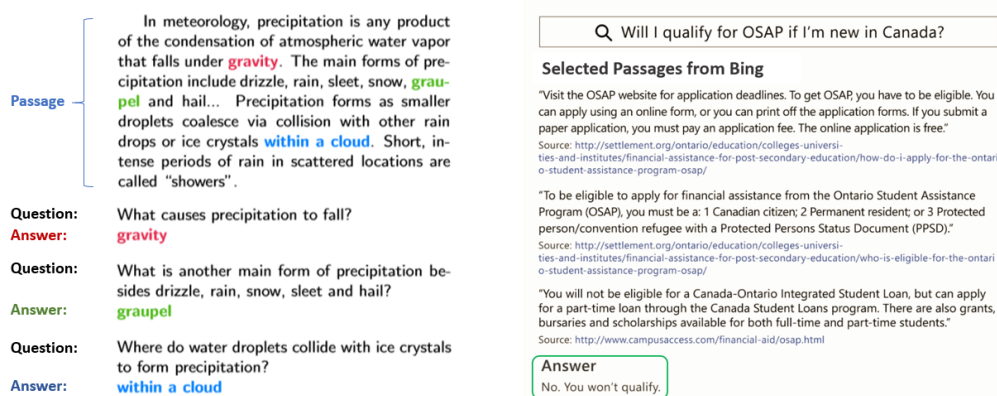 In meteorology, precipitation is any product
of the condensation of atmospheric water vapor
that falls under gravity. The main forms of pre-
cipitation include drizzle, rain, sleet, snow, grau-
pel and hail... Precipitation forms as smaller
droplets coalesce via collision with other rain
drops or ice crystals within a cloud. Short, in-
tense periods of rain in scattered locations are
called “showers”.
Passage
Question: What causes precipitation to fall?
Answer: gravity
Question: What is another main form of precipitation be-
sides drizzle, rain, snow, sleet and hail?
Answer: graupel
Question: Where do water droplets collide with ice crystals
to form precipitation?
Answer: within a cloud
Will I qualify for OSAP if I’m new in Canada?
Selected Passages from Bing
“Visit the OSAP website for application deadlines. To get OSAP, you have to be eligible. You
can apply using an online form, or you can print off the application forms. If you submit a
paper application, you must pay an application fee. The online application is free.”
Source: http://settlement.org/ontario/education/colleges-universi-
ties-and-institutes/financial-assistance-for-post-secondary-education/how-do-i-apply-for-the-ontari
o-student-assistance-program-osap/
“To be eligible to apply for financial assistance from the Ontario Student Assistance
Program (OSAP), you must be a: 1 Canadian citizen; 2 Permanent resident; or 3 Protected
person/convention refugee with a Protected Persons Status Document (PPSD).”
Source: http://settlement.org/ontario/education/colleges-universi-
ties-and-institutes/financial-assistance-for-post-secondary-education/who-is-eligible-for-the-ontari
o-student-assistance-program-osap/
“You will not be eligible for a Canada-Ontario Integrated Student Loan, but can apply
for a part-time loan through the Canada Student Loans program. There are also grants,
bursaries and scholarships available for both full-time and part-time students.”
Source: http://www.campusaccess.com/financial-aid/osap.html
Answer
No. You won’t qualify.